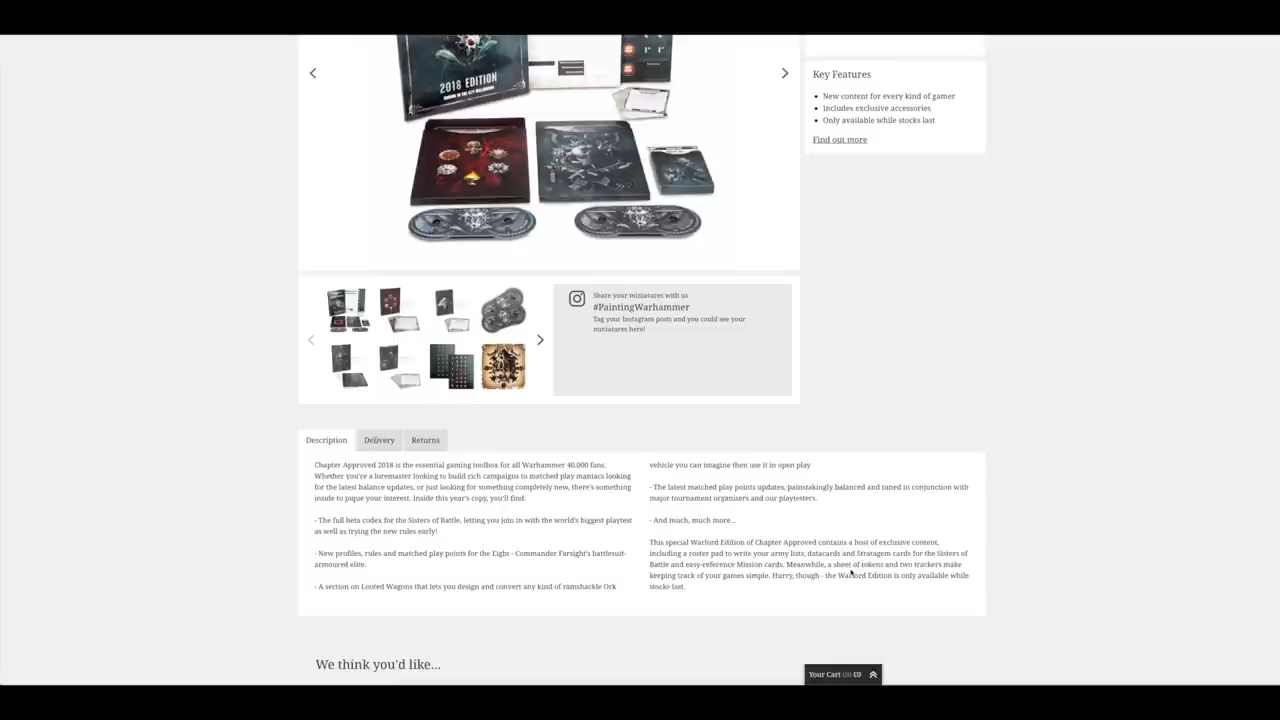 2018 EDITION
Key Features
New content for every kind of gamer
Includes exclusive accessories
Only available while stocks last
Find out more
Share your miniatures with us
#PaintingWarhammer
Tag your Instagram posts and you could see your
miniatures here!
Description
Delivery
Returns
Chapter Approved 2018 is the essential gaming toolbox for all Warhammer 40,000 fans.
Whether you're a loremaster looking to build rich campaigns to matched play maniacs looking
for the latest balance updates, or just looking for something completely new, there's something
inside to pique your interest. Inside this year's copy, you'll find:
- The full beta codex for the Sisters of Battle, letting you join in with the world's biggest playtest
as well as trying the new rules early!
- New profiles, rules and matched play points for the Eight - Commander Farsight's battlesuit-
armoured elite.
- A section on Looted Wagons that lets you design and convert any kind of ramshackle Ork
vehicle you can imagine then use it in open play
- The latest matched play points updates, painstakingly balanced and tuned in conjunction with
major tournament organisers and our playtesters.
- And much, much more...
This special Warlord Edition of Chapter Approved contains a host of exclusive content,
including a roster pad to write your army lists, datacards and Stratagem cards for the Sisters of
Battle and easy-reference Mission cards. Meanwhile, a sheet of tokens and two trackers make
keeping track of your games simple. Hurry, though - the Warlord Edition is only available while
stocks last.
We think you'd like...
Your Cart (0) £0